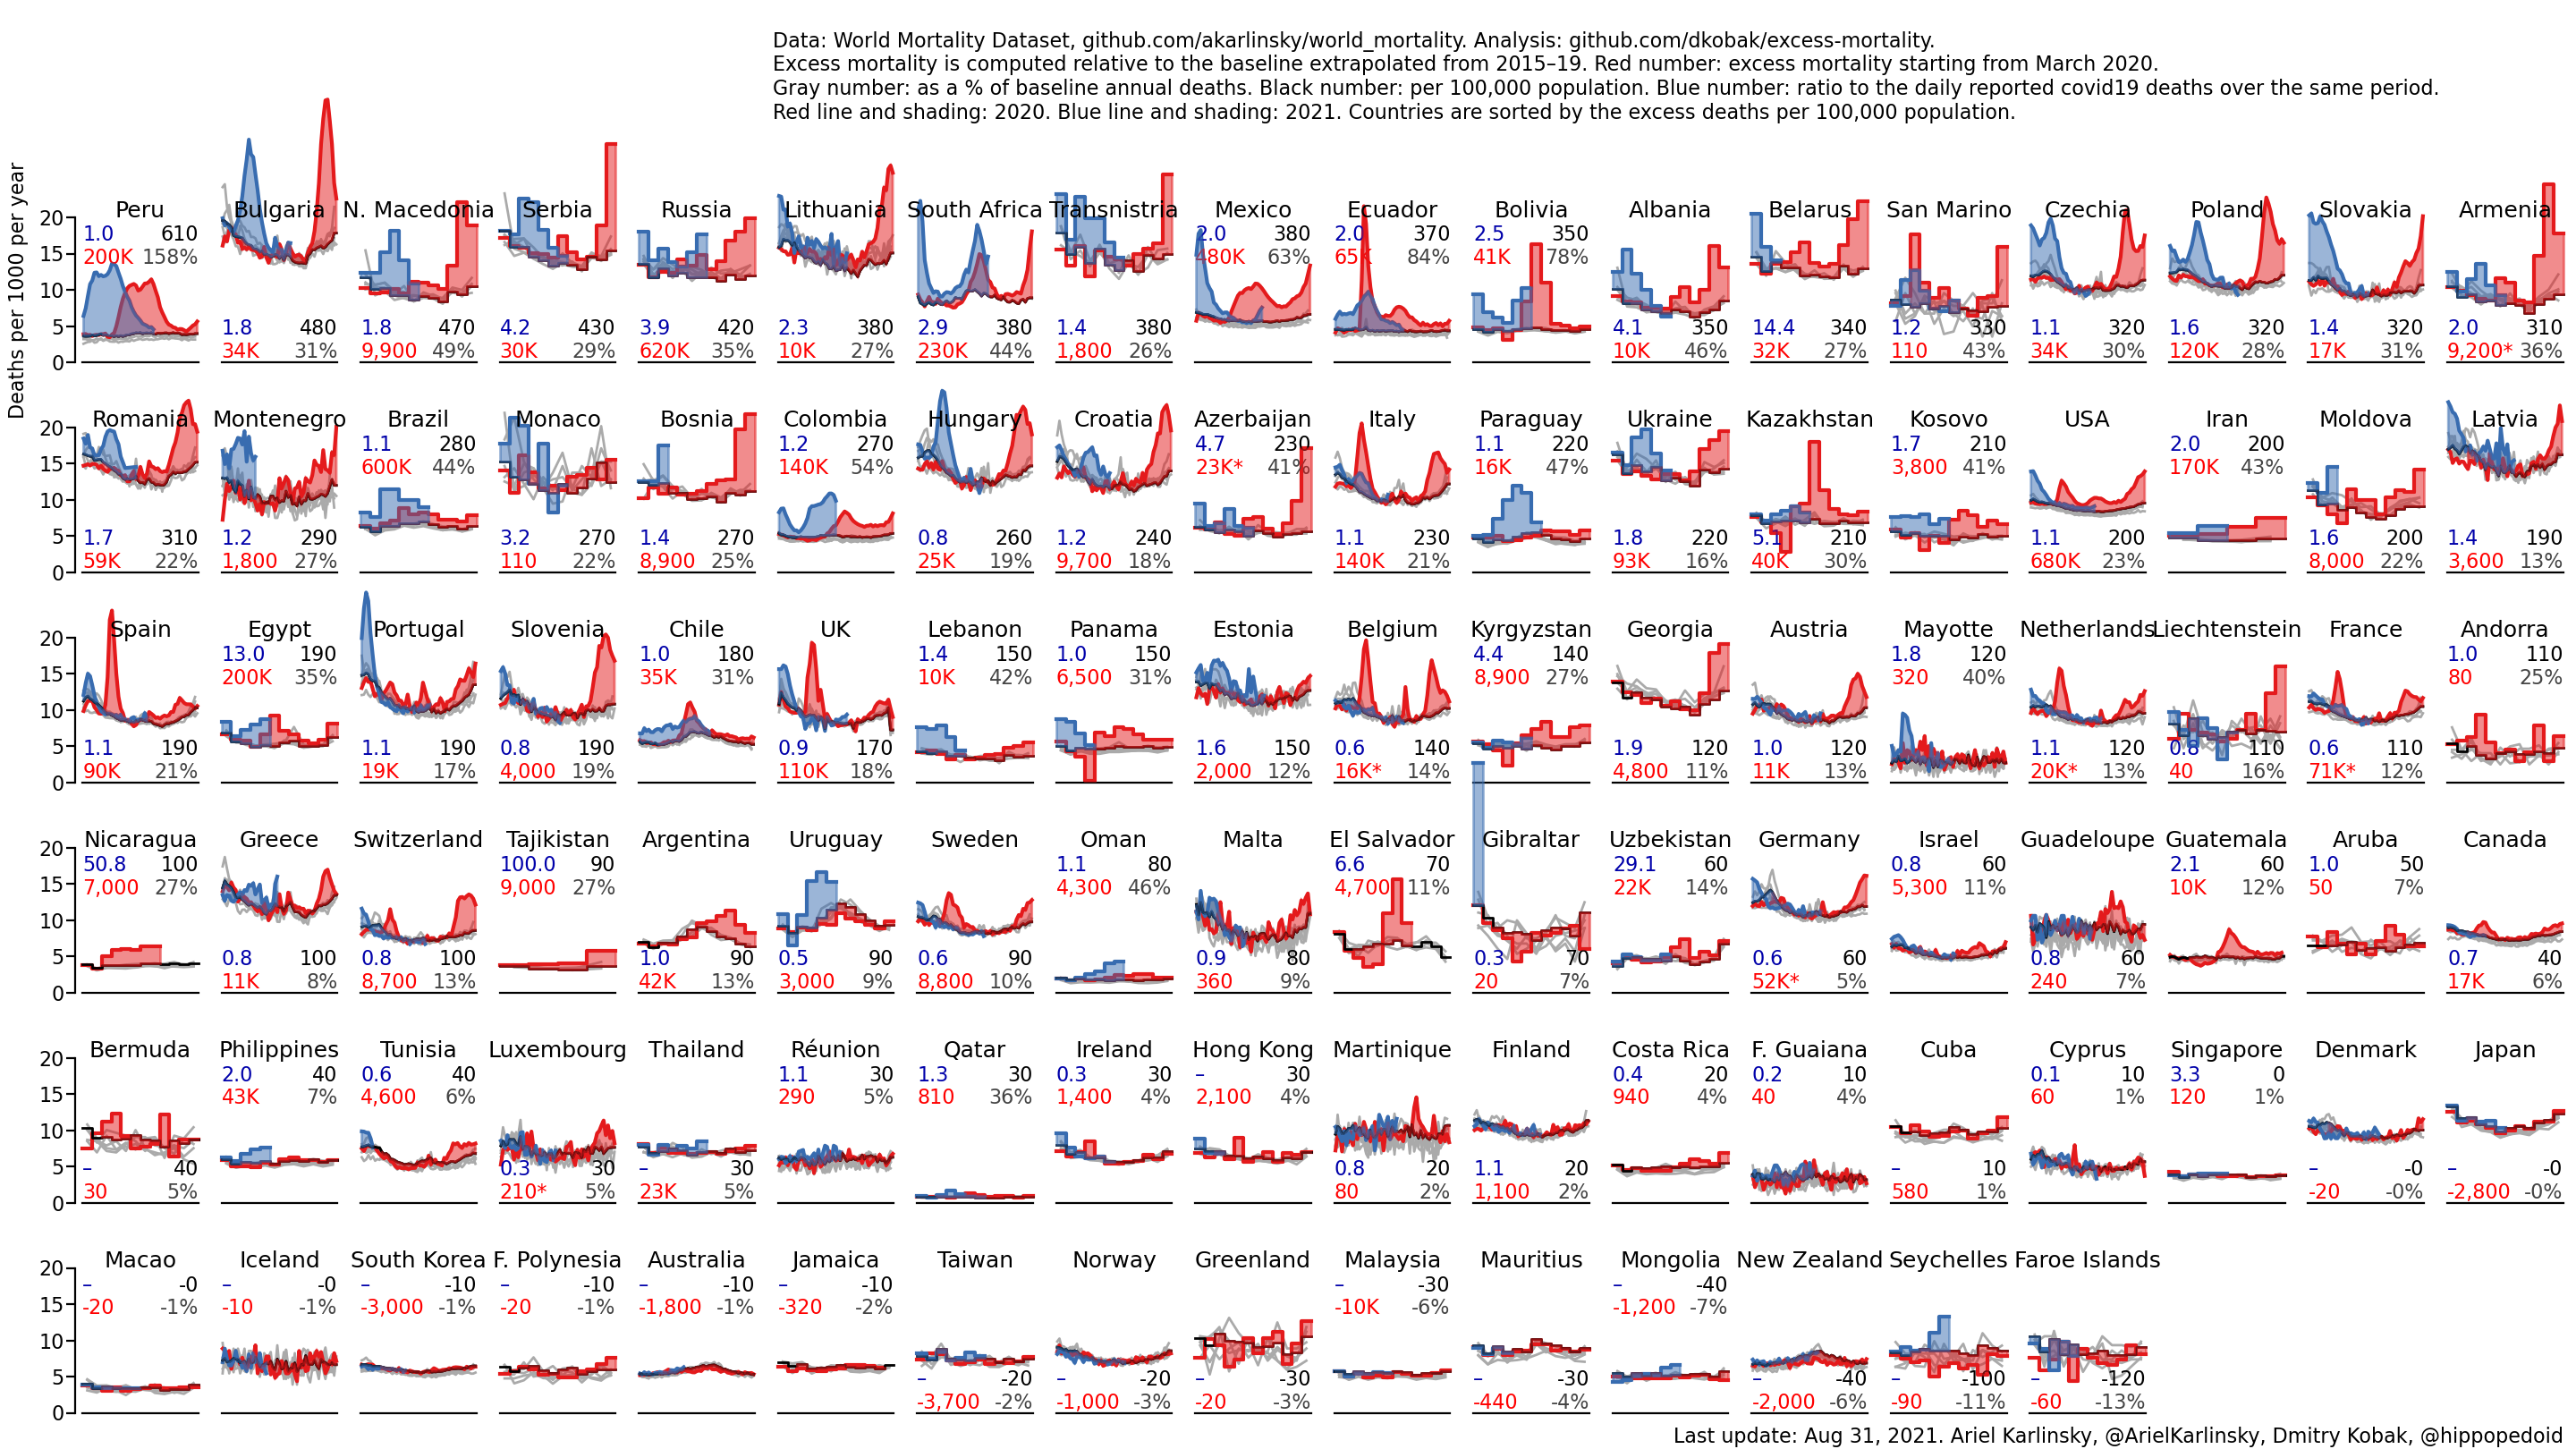 Data: World Mortality Dataset, github.com/akarlinsky/world_mortality. Analysis: github.com/dkobak/excess-mortality.
Excess mortality is computed relative to the baseline extrapolated from 2015–19. Red number: excess mortality starting from March 2020.
Gray number: as a % of baseline annual deaths. Black number: per 100,000 population. Blue number: ratio to the daily reported covid19 deaths over the same period.
Red line and shading: 2020. Blue line and shading: 2021. Countries are sorted by the excess deaths per 100,000 population.
Deaths per 1000 per year
20
15
10
5
0
Peru
1.0 610
200K 158%
Bulgaria
1.8 480
34K 31%
N. Macedonia
1.8 470
9,900 49%
Serbia
4.2 430
30K 29%
Russia
3.9 420
620K 35%
Lithuania
2.3 380
10K 27%
South Africa
2.9 380
230K 44%
Transnistria
1.4 380
1,800 26%
Mexico
2.0 380
480K 63%
Ecuador
2.0 370
65K 84%
Bolivia
2.5 350
41K 78%
Albania
4.1 350
10K 46%
Belarus
14.4 340
32K 27%
San Marino
1.2 330
110 43%
Czechia
1.1 320
34K 30%
Poland
1.6 320
120K 28%
Slovakia
1.4 320
17K 31%
Armenia
2.0 310
9,200* 36%
20
15
10
5
0
Romania
1.7 310
59K 22%
Montenegro
1.2 290
1,800 27%
Brazil
1.1 280
600K 44%
Monaco
3.2 270
110 22%
Bosnia
1.4 270
8,900 25%
Colombia
1.2 270
140K 54%
Hungary
0.8 260
25K 19%
Croatia
1.2 240
9,700 18%
Azerbaijan
4.7 230
23K* 41%
Italy
1.1 230
140K 21%
Paraguay
1.1 220
16K 47%
Ukraine
1.8 220
93K 16%
Kazakhstan
5.1 210
40K 30%
Kosovo
1.7 210
3,800 41%
USA
1.1 200
680K 23%
Iran
2.0 200
170K 43%
Moldova
1.6 200
8,000 22%
Latvia
1.4 190
3,600 13%
20
15
10
5
0
Spain
1.1 190
90K 21%
Egypt
13.0 190
200K 35%
Portugal
1.1 190
19K 17%
Slovenia
0.8 190
4,000 19%
Chile
1.0 180
35K 31%
UK
0.9 170
110K 18%
Lebanon
1.4 150
10K 42%
Panama
1.0 150
6,500 31%
Estonia
1.6 150
2,000 12%
Belgium
0.6 140
16K* 14%
Kyrgyzstan
4.4 140
8,900 27%
Georgia
1.9 120
4,800 11%
Austria
1.0 120
11K 13%
Mayotte
1.8 120
320 40%
Netherlands
1.1 120
20K* 13%
Liechtenstein
0.8 110
40 16%
France
0.6 110
71K* 12%
Andorra
1.0 110
80 25%
20
15
10
5
0
Nicaragua
50.8 100
7,000 27%
Greece
0.8 100
11K 8%
Switzerland
0.8 100
8,700 13%
Tajikistan
100.0 90
9,000 27%
Argentina
1.0 90
42K 13%
Uruguay
0.5 90
3,000 9%
Sweden
0.6 90
8,800 10%
Oman
1.1 80
4,300 46%
Malta
0.9 80
360 9%
El Salvador
6.6 70
4,700 11%
Gibraltar
0.3 70
20 7%
Uzbekistan
29.1 60
22K 14%
Germany
0.6 60
52K* 5%
Israel
0.8 60
5,300 11%
Guadeloupe
0.8 60
240 7%
Guatemala
2.1 60
10K 12%
Aruba
1.0 50
50 7%
Canada
0.7 40
17K 6%
20
15
10
5
0
Bermuda
– 40
30 5%
Philippines
2.0 40
43K 7%
Tunisia
0.6 40
4,600 6%
Luxembourg
0.3 30
210* 5%
Thailand
– 30
23K 5%
Réunion
1.1 30
290 5%
Qatar
1.3 30
810 36%
Ireland
0.3 30
1,400 4%
Hong Kong
– 30
2,100 4%
Martinique
0.8 20
80 2%
Finland
1.1 20
1,100 2%
Costa Rica
0.4 20
940 4%
F. Guaiana
0.2 10
40 4%
Cuba
– 10
580 1%
Cyprus
0.1 10
60 1%
Singapore
3.3 0
120 1%
Denmark
– -0
-20 -0%
Japan
– -0
-2,800 -0%
20
15
10
5
0
Macao
– -0
-20 -1%
Iceland
– -0
-10 -1%
South Korea
– -10
-3,000 -1%
F. Polynesia
– -10
-20 -1%
Australia
– -10
-1,800 -1%
Jamaica
– -10
-320 -2%
Taiwan
– -20
-3,700 -2%
Norway
– -20
-1,000 -3%
Greenland
– -30
-20 -3%
Malaysia
– -30
-10K -6%
Mauritius
– -30
-440 -4%
Mongolia
– -40
-1,200 -7%
New Zealand
– -40
-2,000 -6%
Seychelles
– -100
-90 -11%
Faroe Islands
– -120
-60 -13%
Last update: Aug 31, 2021. Ariel Karlinsky, @ArielKarlinsky, Dmitry Kobak, @hippopedoid